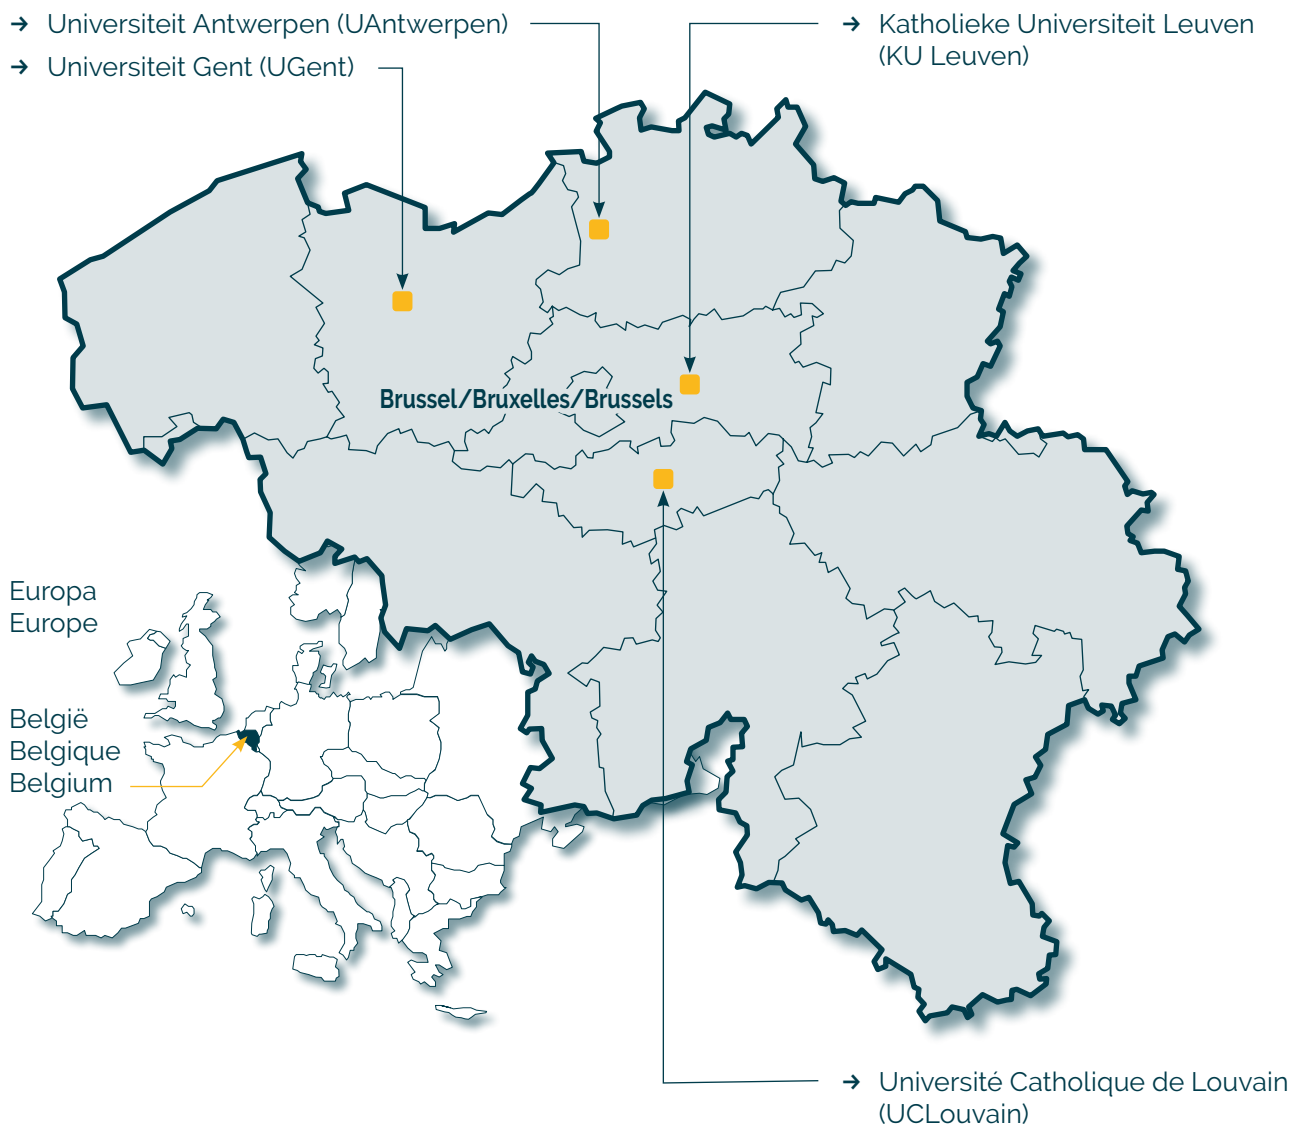 → Universiteit Antwerpen (UAntwerpen)
→ Universiteit Gent (UGent)
→ Katholieke Universiteit Leuven
(KU Leuven)
Brussel/Bruxelles/Brussels
Europa
Europe
België
Belgique
Belgium
→ Université Catholique de Louvain
(UCLouvain)